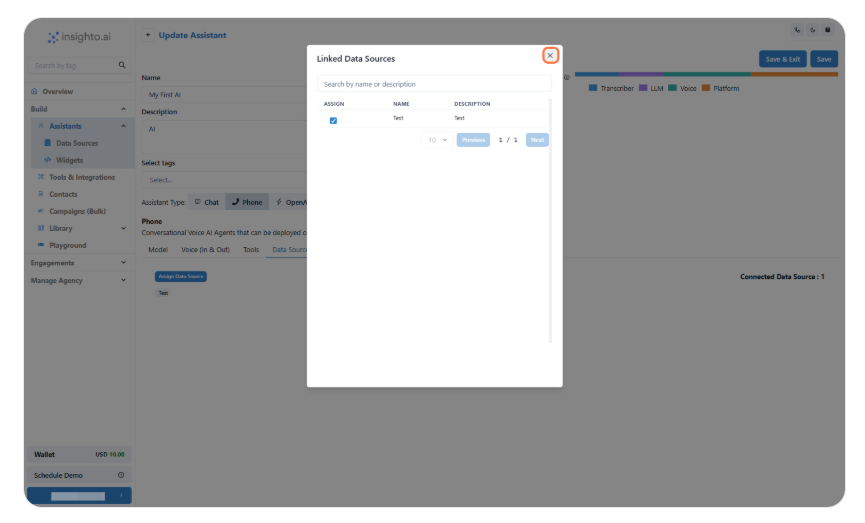 insighto.ai
Search by tag
Overview
Build
Assistants
Data Sources
Widgets
Tools & Integrations
Contacts
Campaigns (Bulk)
Library
Playground
Engagements
Manage Agency
Wallet USD 10.00
Schedule Demo
Update Assistant
Save & Exit Save
Name
My First AI
Description
AI
Select tags
Select...
Assistant Type: Chat Phone OpenA
Phone
Conversational Voice AI Agents that can be deployed o
Model Voice (In & Out) Tools Data Sourc
Assign Data Source
Test
Connected Data Source : 1
Transcriber LLM Voice Platform
Linked Data Sources
Search by name or description
ASSIGN NAME DESCRIPTION
Test Test
10 Previous 1 / 1 Next